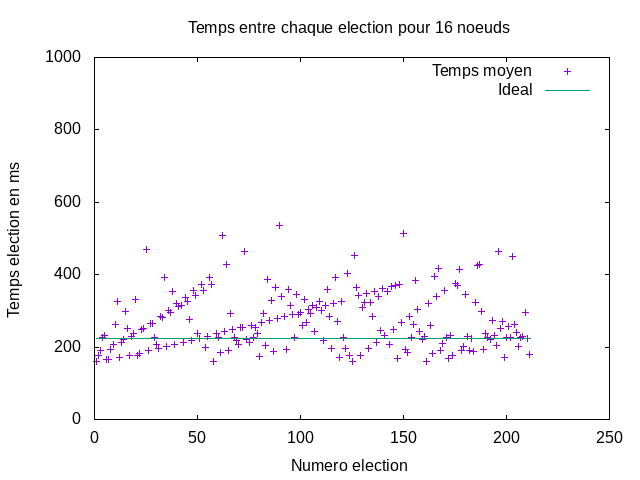 Temps entre chaque election pour 16 noeuds
Temps moyen
Ideal
Temps election en ms
1000
800
600
400
200
0
0 50 100 150 200 250
Numero election